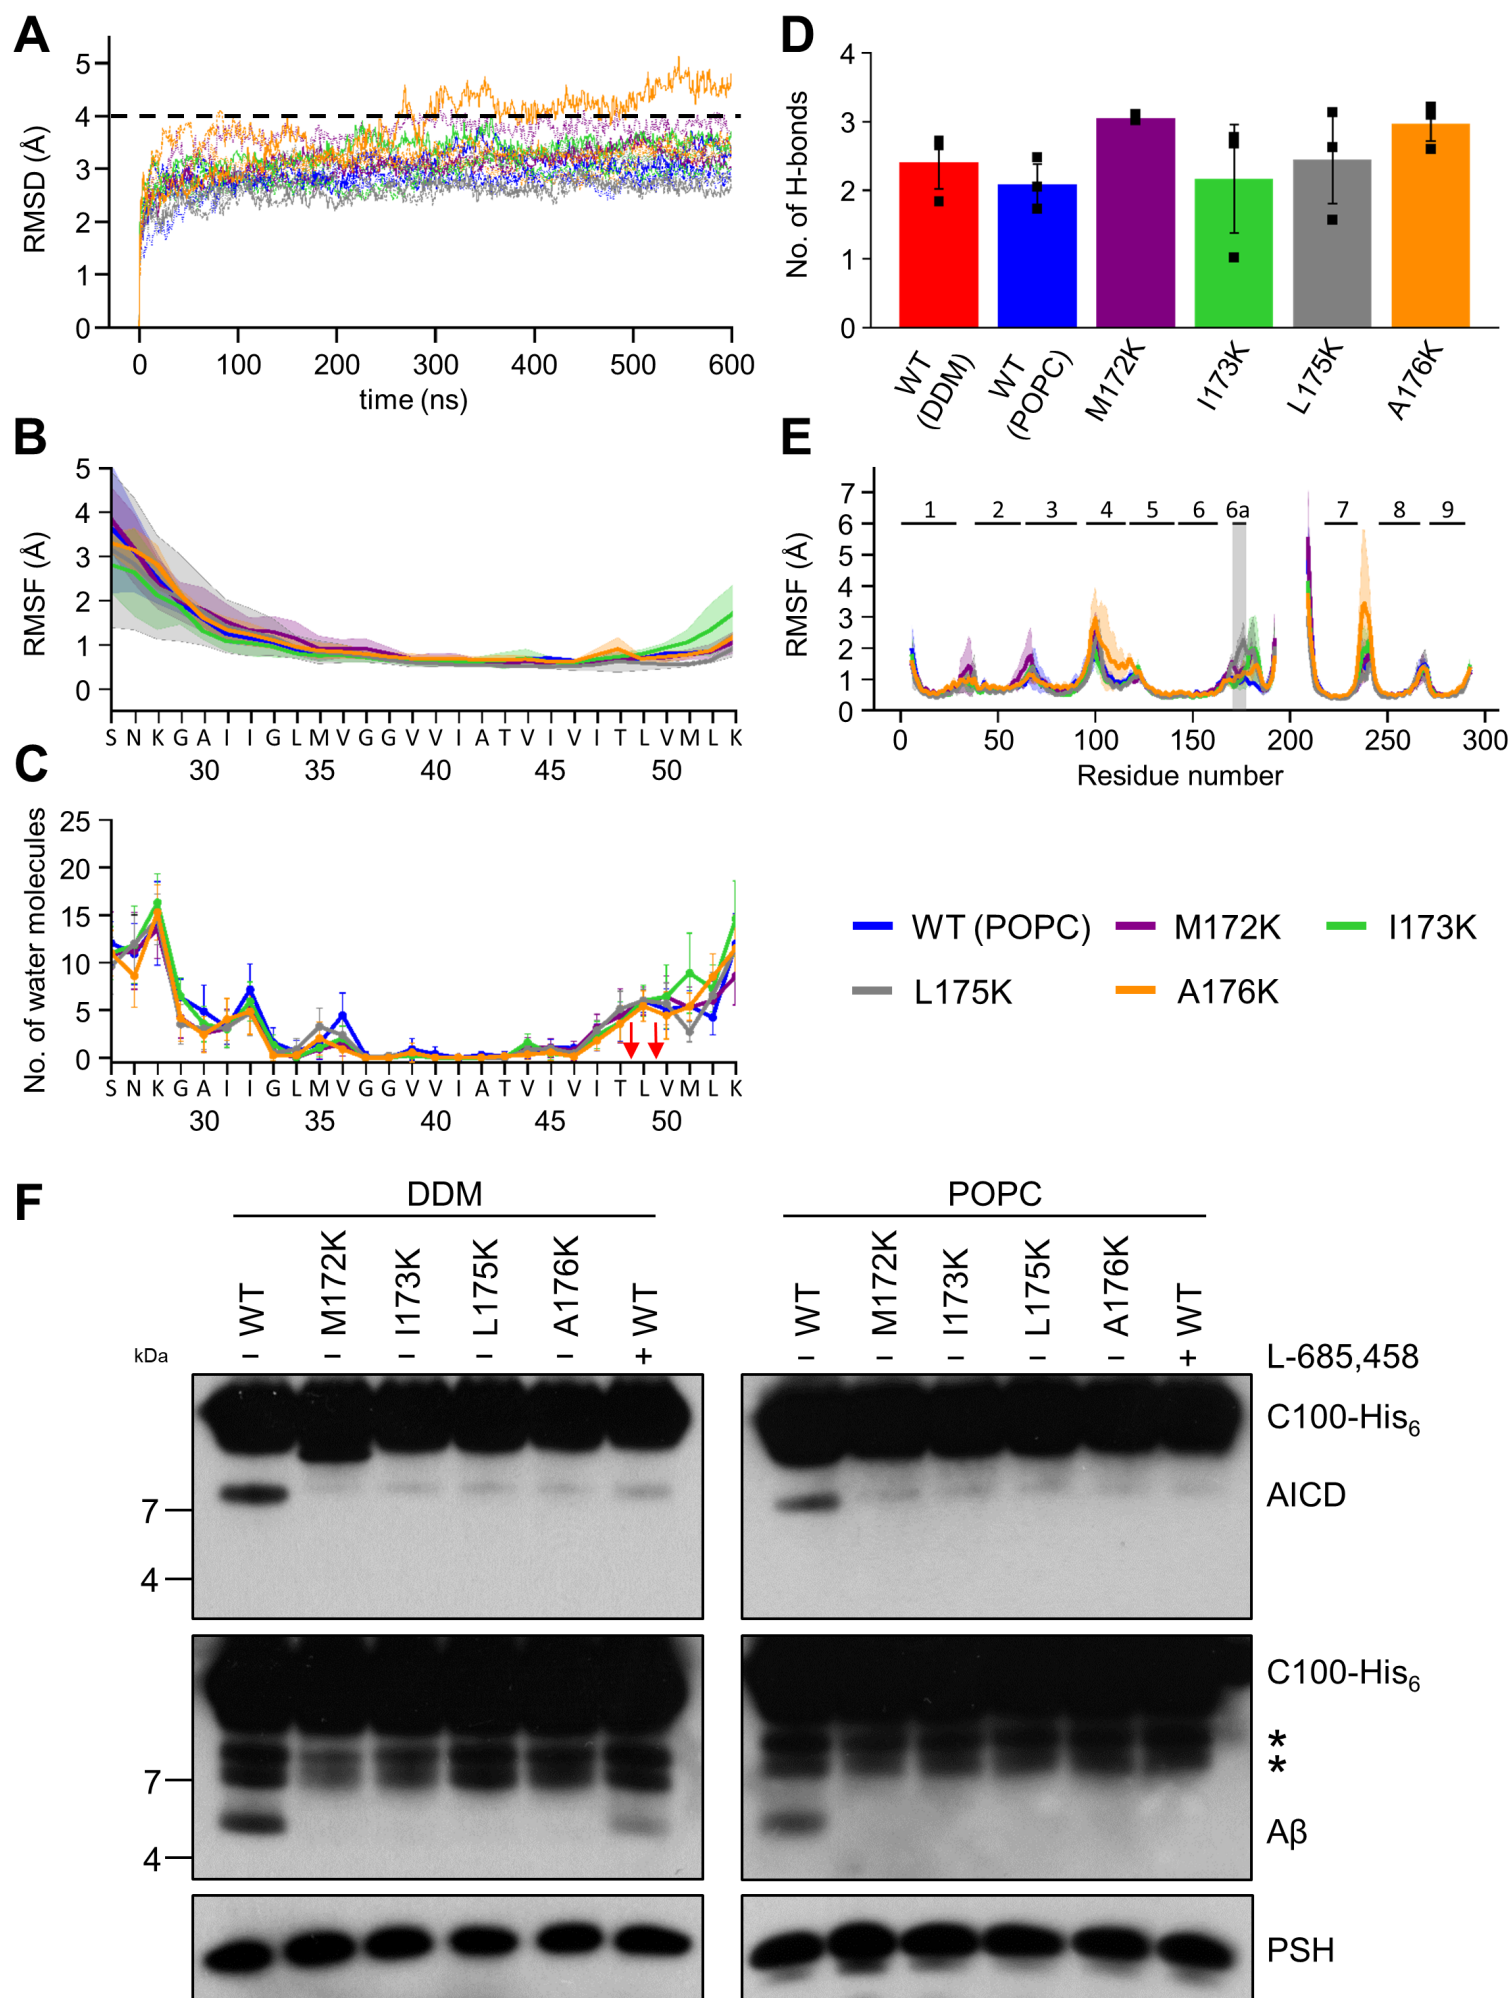 A
5
4
3
2
1
0
RMSD (Å)
0 100 200 300 400 500 600
time (ns)
D
4
3
2
1
0
No. of H-bonds
WT (DDM)
WT (POPC)
M172K
I173K
L175K
A176K
B
5
4
3
2
1
0
RMSF (Å)
S N K G A I I G L M V G G V V I A T V I V I T L V M L K
30 35 40 45 50
E
7
6
5
4
3
2
1
0
RMSF (Å)
1 2 3 4 5 6 6a 7 8 9
0 50 100 150 200 250 300
Residue number
C
25
20
15
10
5
0
No. of water molecules
S N K G A I I G L M V G G V V I A T V I V I T L V M L K
30 35 40 45 50
WT (POPC) M172K I173K
L175K A176K
F
DDM POPC
WT M172K I173K L175K A176K WT WT M172K I173K L175K A176K WT
kDa − − − − − + − − − − − + L-685,458
C100-His6
AICD
7
4
C100-His6
*
*
7
Aβ
4
PSH